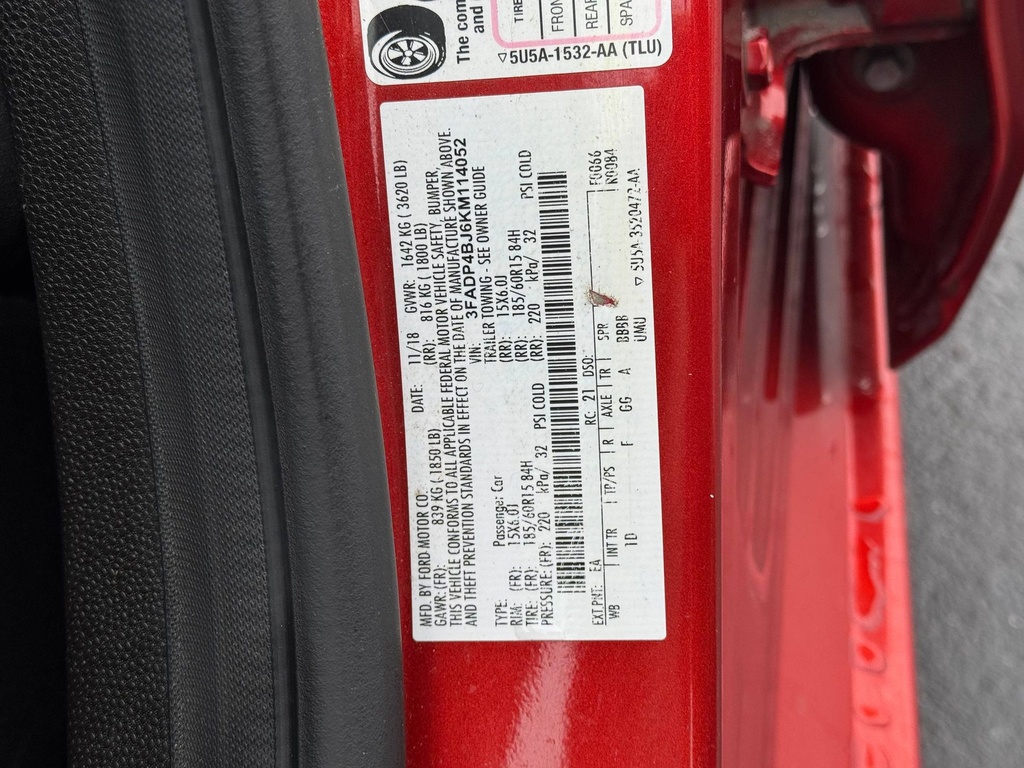 The com
and
TIRE
FRON
REAR
SPA
▽5U5A-1532-AA (TLU)
MFD. BY FORD MOTOR CO. DATE: 11/18 GVWR: 1642 KG ( 3620 LB)
GAWR: (FR): 839 KG ( 1850 LB) (RR): 816 KG ( 1800 LB)
THIS VEHICLE CONFORMS TO ALL APPLICABLE FEDERAL MOTOR VEHICLE SAFETY, BUMPER,
AND THEFT PREVENTION STANDARDS IN EFFECT ON THE DATE OF MANUFACTURE SHOWN ABOVE.
VIN: 3FADP4BJ6KM114052
TYPE: Passenger Car TRAILER TOWING - SEE OWNER GUIDE
RIM: (FR): 15X6.0J (RR): 15X6.0J
TIRE: (FR): 185/60R15 84H (RR): 185/60R15 84H
PRESSURE: (FR): 220 kPa/ 32 PSI COLD (RR): 220 kPa/ 32 PSI COLD
EXT PNT: EA RC: 21 DSO: F0066
WB INT TR TP/PS R AXLE TR SPR N0084
1D F GG A BBBB
UMU ▽ 5U5A-3520472-AA